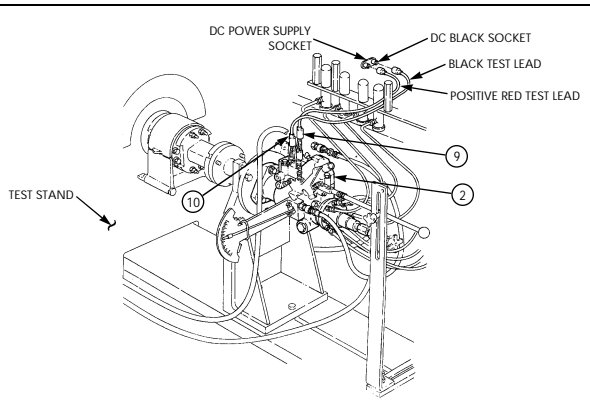 DC POWER SUPPLY
SOCKET
DC BLACK SOCKET
BLACK TEST LEAD
POSITIVE RED TEST LEAD
9
2
10
TEST STAND